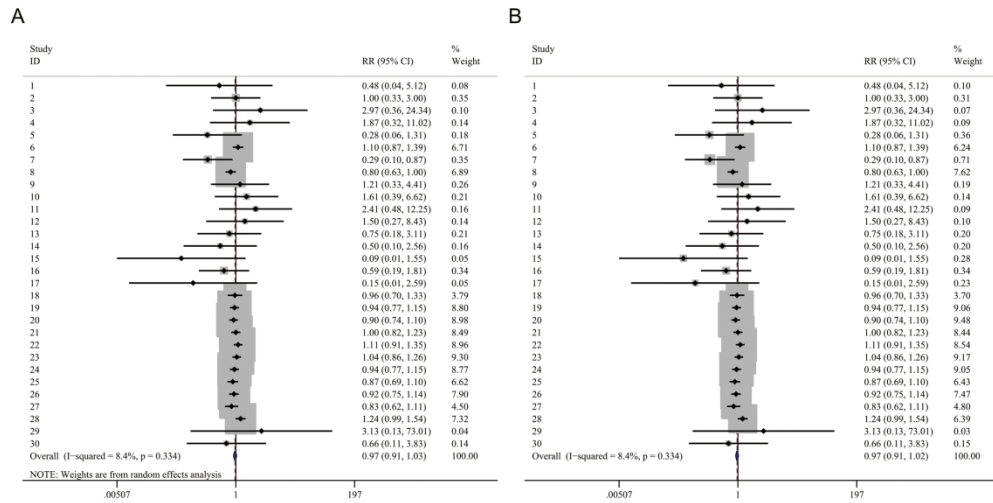 A
Study
%
ID
RR (95% CI)
Weight
1 0.48 (0.04, 5.12) 0.08
2 1.00 (0.33, 3.00) 0.35
3 2.97 (0.36, 24.34) 0.10
4 1.87 (0.32, 11.02) 0.14
5 0.28 (0.06, 1.31) 0.18
6 1.10 (0.87, 1.39) 6.71
7 0.29 (0.10, 0.87) 0.35
8 0.80 (0.63, 1.00) 6.89
9 1.21 (0.33, 4.41) 0.26
10 1.61 (0.39, 6.62) 0.21
11 2.41 (0.48, 12.25) 0.16
12 1.50 (0.27, 8.43) 0.14
13 0.75 (0.18, 3.11) 0.21
14 0.50 (0.10, 2.56) 0.16
15 0.09 (0.01, 1.55) 0.05
16 0.59 (0.19, 1.81) 0.34
17 0.15 (0.01, 2.59) 0.05
18 0.96 (0.70, 1.33) 3.79
19 0.94 (0.77, 1.15) 8.80
20 0.90 (0.74, 1.10) 8.98
21 1.00 (0.82, 1.23) 8.49
22 1.11 (0.91, 1.35) 8.96
23 1.04 (0.86, 1.26) 9.30
24 0.94 (0.77, 1.15) 8.77
25 0.87 (0.69, 1.10) 6.62
26 0.92 (0.75, 1.14) 7.90
27 0.83 (0.62, 1.11) 4.50
28 1.24 (0.99, 1.54) 7.32
29 3.13 (0.13, 73.01) 0.04
30 0.66 (0.11, 3.83) 0.14
Overall (I-squared = 8.4%, p = 0.334) 0.97 (0.91, 1.03) 100.00
NOTE: Weights are from random effects analysis
.00507 1 197
B
Study
%
ID
RR (95% CI)
Weight
1 0.48 (0.04, 5.12) 0.10
2 1.00 (0.33, 3.00) 0.31
3 2.97 (0.36, 24.34) 0.07
4 1.87 (0.32, 11.02) 0.09
5 0.28 (0.06, 1.31) 0.36
6 1.10 (0.87, 1.39) 6.24
7 0.29 (0.10, 0.87) 0.71
8 0.80 (0.63, 1.00) 7.62
9 1.21 (0.33, 4.41) 0.19
10 1.61 (0.39, 6.62) 0.14
11 2.41 (0.48, 12.25) 0.09
12 1.50 (0.27, 8.43) 0.10
13 0.75 (0.18, 3.11) 0.20
14 0.50 (0.10, 2.56) 0.20
15 0.09 (0.01, 1.55) 0.28
16 0.59 (0.19, 1.81) 0.34
17 0.15 (0.01, 2.59) 0.23
18 0.96 (0.70, 1.33) 3.70
19 0.94 (0.77, 1.15) 9.06
20 0.90 (0.74, 1.10) 9.48
21 1.00 (0.82, 1.23) 8.44
22 1.11 (0.91, 1.35) 8.54
23 1.04 (0.86, 1.26) 9.17
24 0.94 (0.77, 1.15) 9.05
25 0.87 (0.69, 1.10) 6.43
26 0.92 (0.75, 1.14) 7.47
27 0.83 (0.62, 1.11) 4.80
28 1.24 (0.99, 1.54) 6.39
29 3.13 (0.13, 73.01) 0.03
30 0.66 (0.11, 3.83) 0.15
Overall (I-squared = 8.4%, p = 0.334) 0.97 (0.91, 1.02) 100.00
.00507 1 197